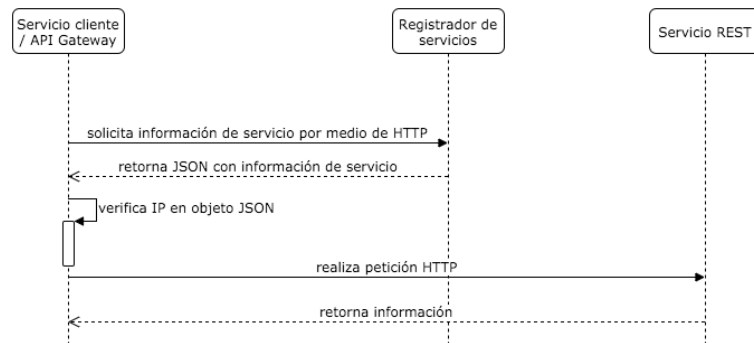 Servicio cliente
/ API Gateway
Registrador de
servicios
Servicio REST
solicita información de servicio por medio de HTTP
retorna JSON con información de servicio
verifica IP en objeto JSON
realiza petición HTTP
retorna información